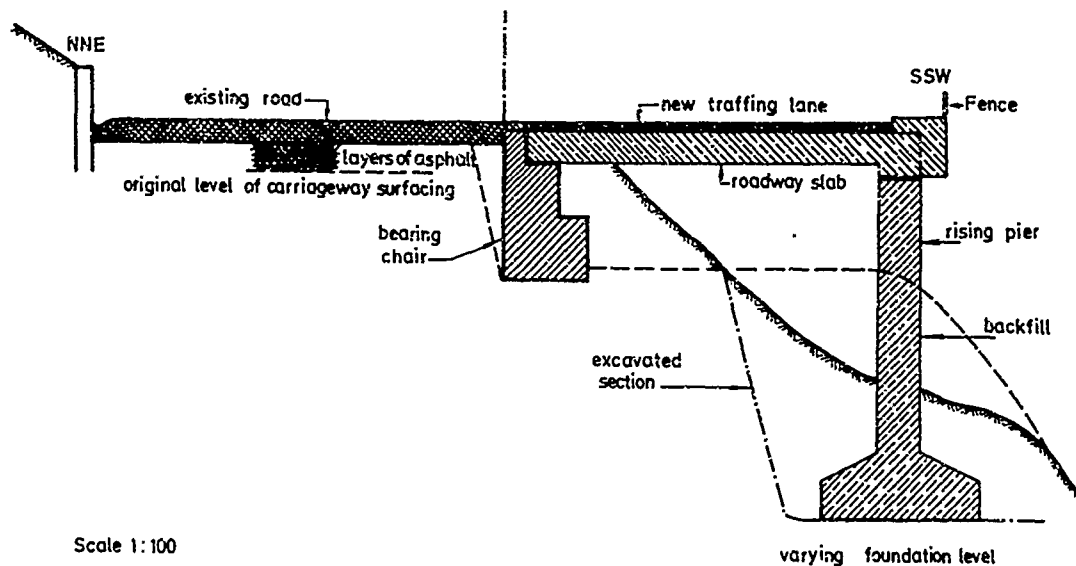 NNE
SSW
Fence
existing road
new traffing lane
layers of asphalt
original level of carriageway surfacing
roadway slab
bearing
chair
rising pier
backfill
excavated
section
Scale 1:100
varying foundation level